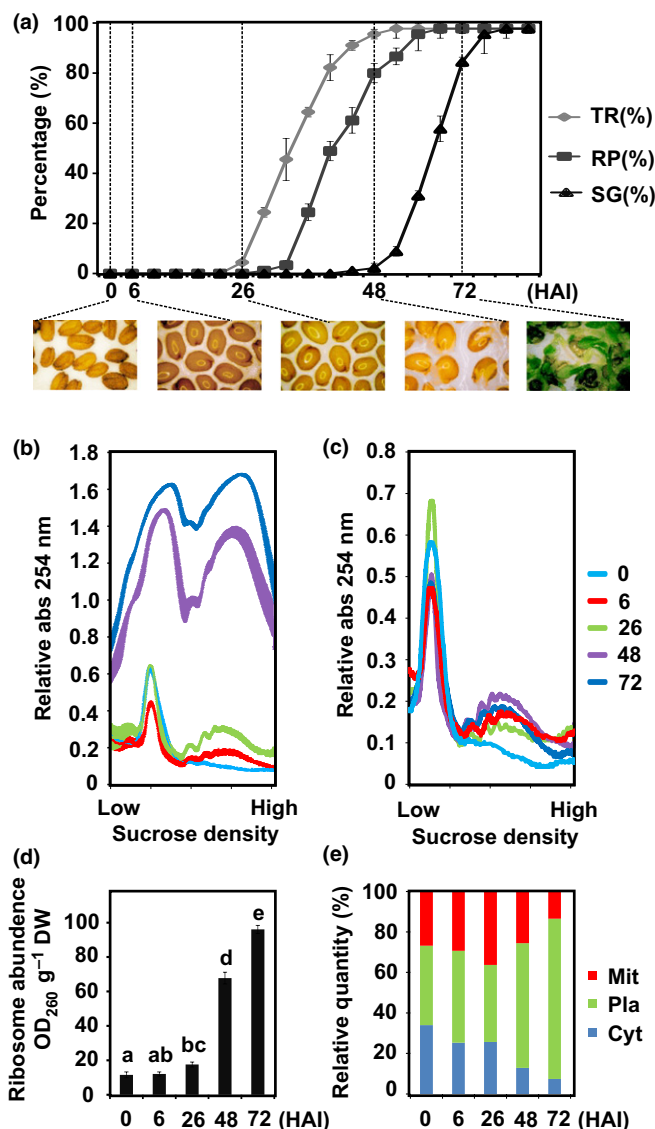 (a)
100
80
60
40
20
0
Percentage (%)
TR(%)
RP(%)
SG(%)
0 6 26 48 72 (HAI)
(b)
1.8
1.6
1.4
1.2
1.0
0.8
0.6
0.4
0.2
0
Relative abs 254 nm
Low High
Sucrose density
(c)
0.8
0.7
0.6
0.5
0.4
0.3
0.2
0.1
0
Relative abs 254 nm
Low High
Sucrose density
0
6
26
48
72
(d)
100
80
60
40
20
0
Ribosome abundance
OD260 g⁻¹ DW
a ab bc d e
0 6 26 48 72 (HAI)
(e)
100
80
60
40
20
0
Relative quantity (%)
Mit
Pla
Cyt
0 6 26 48 72 (HAI)